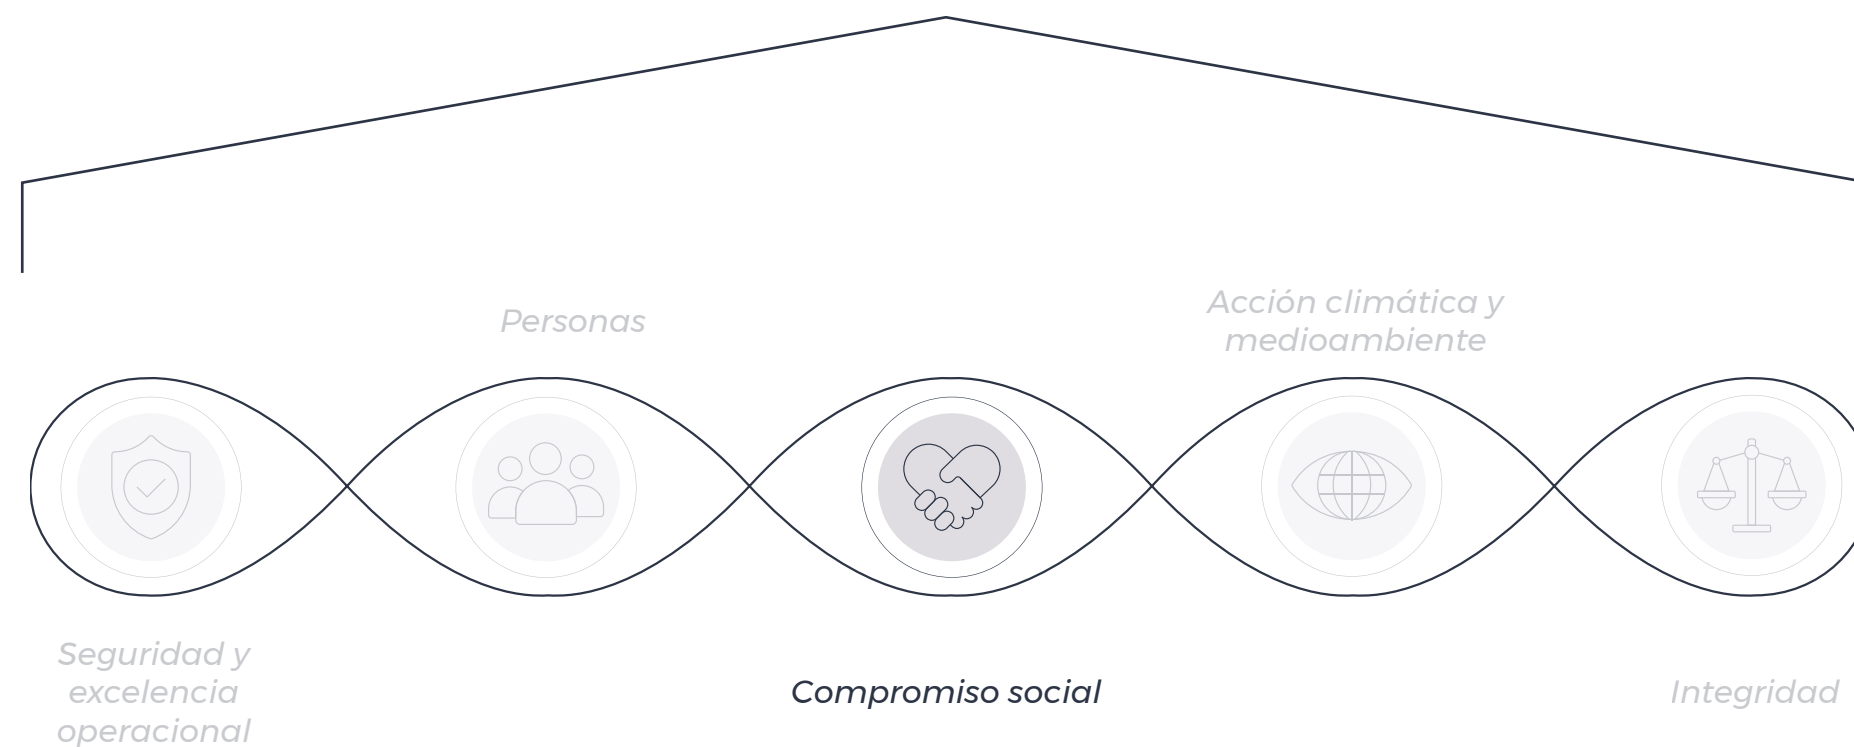 Personas
Acción climática y
medioambiente
Seguridad y
excelencia
operacional
Compromiso social
Integridad